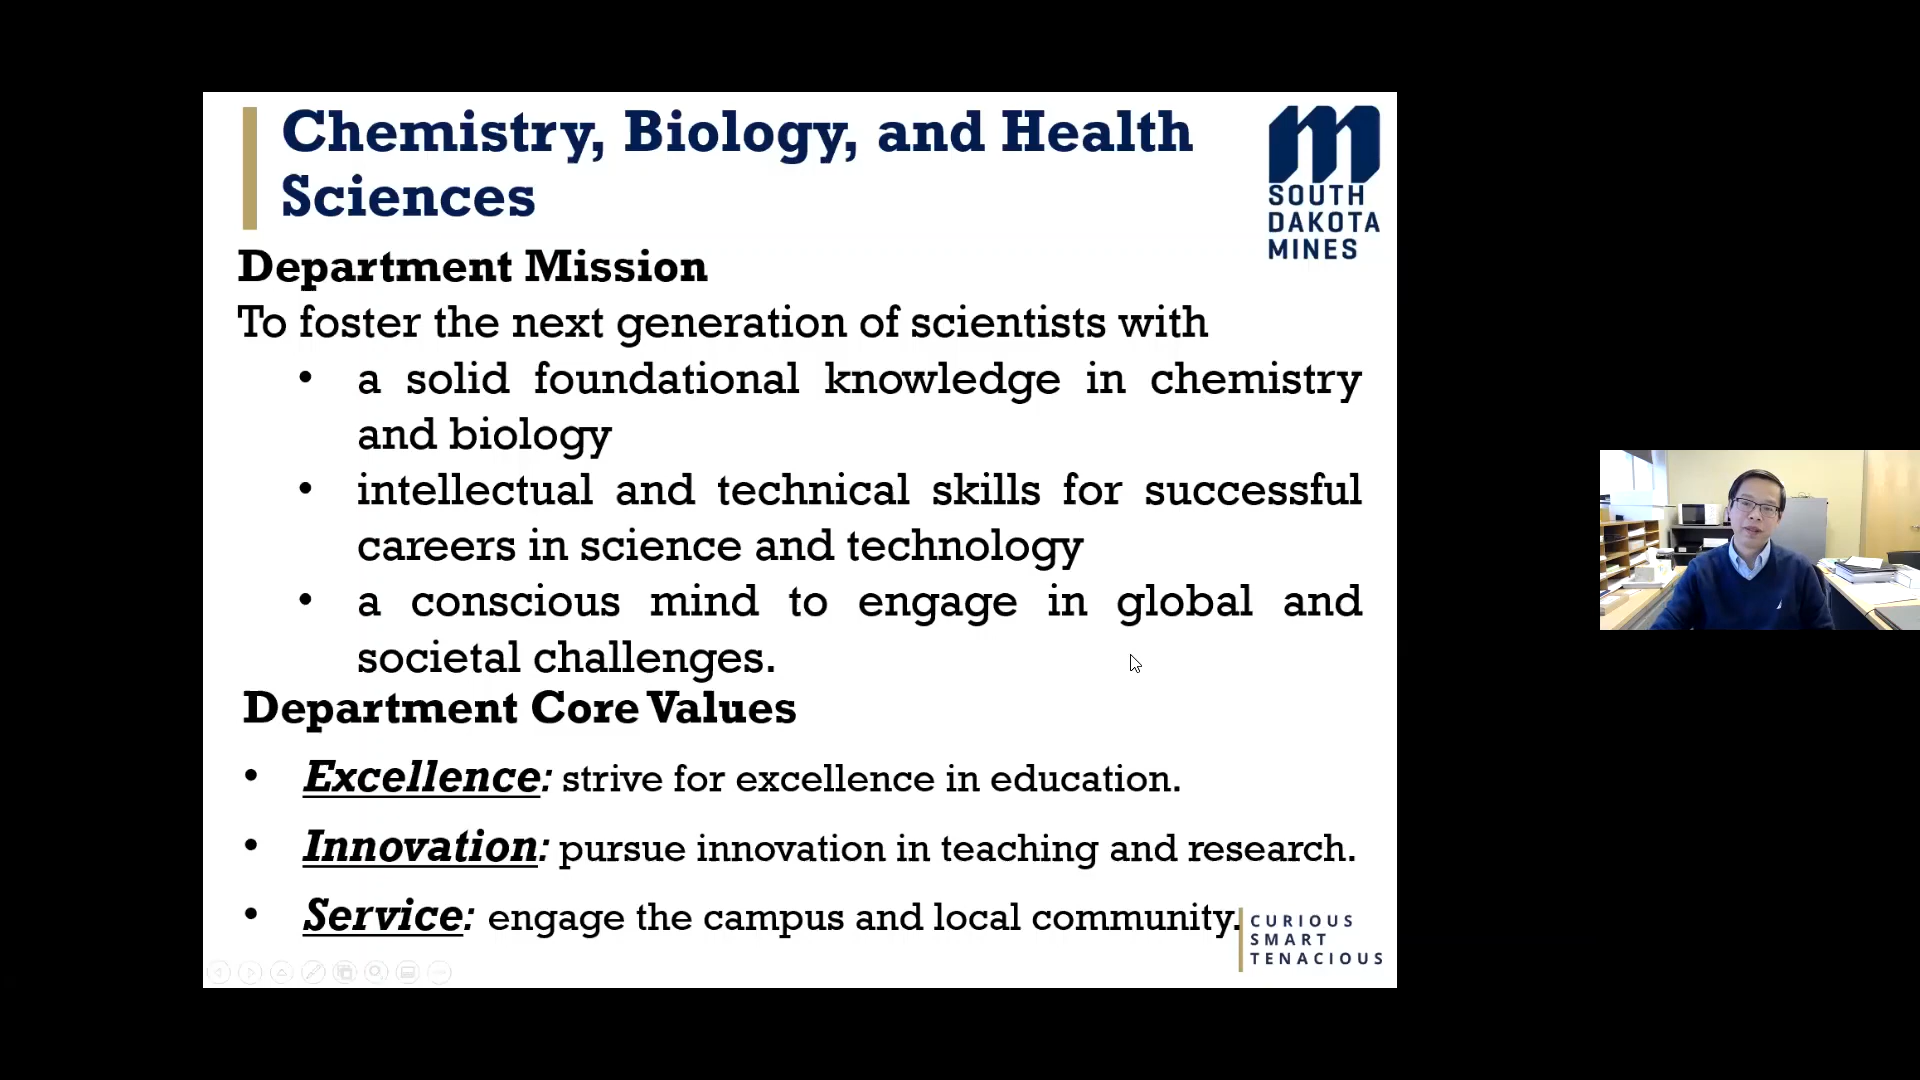 Chemistry, Biology, and Health
Sciences
SOUTH
DAKOTA
MINES
Department Mission
To foster the next generation of scientists with
• a solid foundational knowledge in chemistry
and biology
• intellectual and technical skills for successful
careers in science and technology
• a conscious mind to engage in global and
societal challenges.
Department Core Values
• Excellence: strive for excellence in education.
• Innovation: pursue innovation in teaching and research.
• Service: engage the campus and local community.
CURIOUS
SMART
TENACIOUS